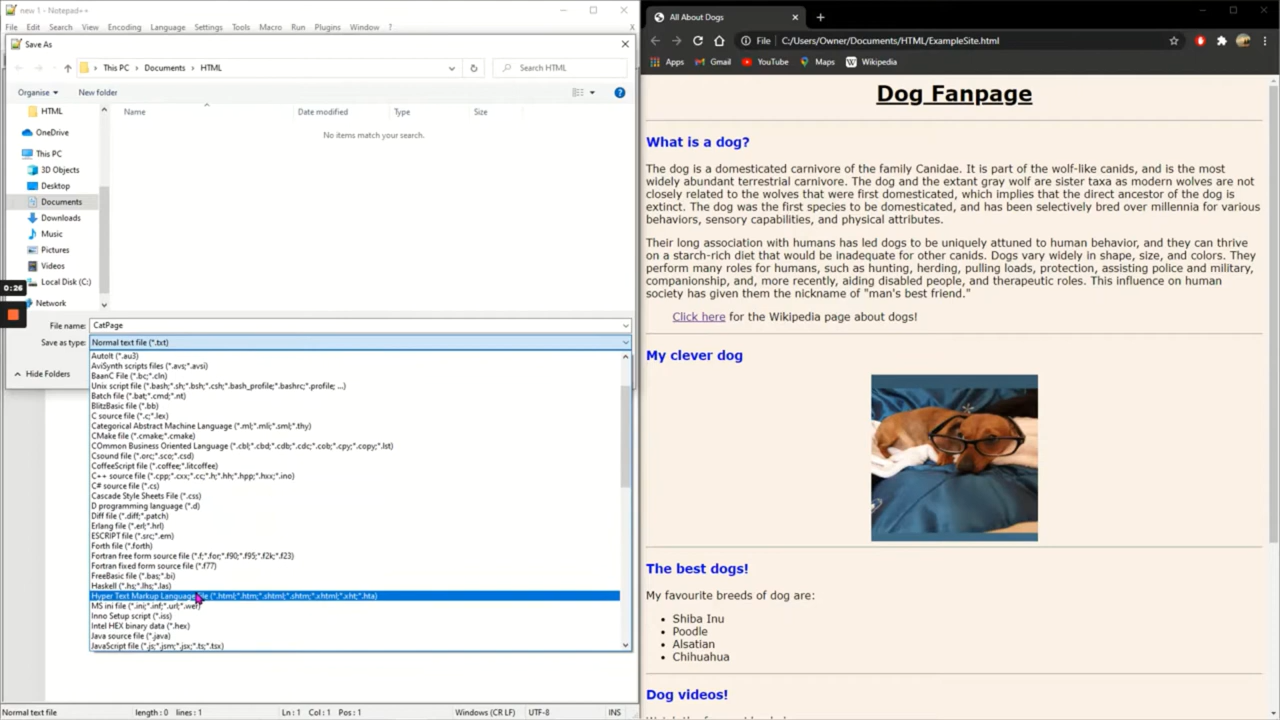 new 1 - Notepad++
File Edit Search View Encoding Language Settings Tools Macro Run Plugins Window ?
Save As
This PC Documents HTML
Search HTML
Organise New folder
Name Date modified Type Size
No items match your search.
HTML
OneDrive
This PC
3D Objects
Desktop
Documents
Downloads
Music
Pictures
Videos
Local Disk (C:)
Network
0:26
File name: CatPage
Save as type: Normal text file (*.txt)
Hide Folders
AutoIt (*.au3)
AviSynth scripts files (*.avs;*.avsi)
BaanC File (*.bc;*.cln)
Unix script file (*.bash;*.sh;*.bsh;*.csh;*.bash_profile;*.bashrc;*.profile; ...)
Batch file (*.bat;*.cmd;*.nt)
BlitzBasic file (*.bb)
C source file (*.c;*.lex)
Categorical Abstract Machine Language (*.ml;*.mli;*.sml;*.thy)
CMake file (*.cmake;*.cmake)
COmmon Business Oriented Language (*.cbl;*.cbd;*.cdb;*.cdc;*.cob;*.cpy;*.copy;*.lst)
Csound file (*.orc;*.sco;*.csd)
CoffeeScript file (*.coffee;*.litcoffee)
C++ source file (*.cpp;*.cxx;*.cc;*.h;*.hh;*.hpp;*.hxx;*.ino)
C# source file (*.cs)
Cascade Style Sheets File (*.css)
D programming language (*.d)
Diff file (*.diff;*.patch)
Erlang file (*.erl;*.hrl)
ESCRIPT file (*.src;*.em)
Forth file (*.forth)
Fortran free form source file (*.f;*.for;*.f90;*.f95;*.f2k;*.f23)
Fortran fixed form source file (*.f77)
FreeBasic file (*.bas;*.bi)
Haskell (*.hs;*.lhs;*.las)
Hyper Text Markup Language file (*.html;*.htm;*.shtml;*.shtm;*.xhtml;*.xht;*.hta)
MS ini file (*.ini;*.inf;*.url;*.wer)
Inno Setup script (*.iss)
Intel HEX binary data (*.hex)
Java source file (*.java)
JavaScript file (*.js;*.jsm;*.jsx;*.ts;*.tsx)
Normal text file length : 0 lines : 1 Ln : 1 Col : 1 Pos : 1 Windows (CR LF) UTF-8 INS
All About Dogs
File C:/Users/Owner/Documents/HTML/ExampleSite.html
Apps Gmail YouTube Maps Wikipedia
Dog Fanpage
What is a dog?
The dog is a domesticated carnivore of the family Canidae. It is part of the wolf-like canids, and is the most
widely abundant terrestrial carnivore. The dog and the extant gray wolf are sister taxa as modern wolves are not
closely related to the wolves that were first domesticated, which implies that the direct ancestor of the dog is
extinct. The dog was the first species to be domesticated, and has been selectively bred over millennia for various
behaviors, sensory capabilities, and physical attributes.
Their long association with humans has led dogs to be uniquely attuned to human behavior, and they can thrive
on a starch-rich diet that would be inadequate for other canids. Dogs vary widely in shape, size, and colors. They
perform many roles for humans, such as hunting, herding, pulling loads, protection, assisting police and military,
companionship, and, more recently, aiding disabled people, and therapeutic roles. This influence on human
society has given them the nickname of "man's best friend."
Click here for the Wikipedia page about dogs!
My clever dog
The best dogs!
My favourite breeds of dog are:
Shiba Inu
Poodle
Alsatian
Chihuahua
Dog videos!